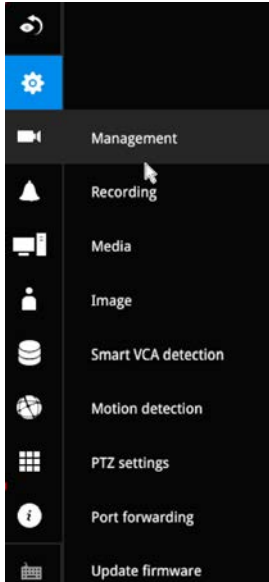 Management
Recording
Media
Image
Smart VCA detection
Motion detection
PTZ settings
Port forwarding
Update firmware